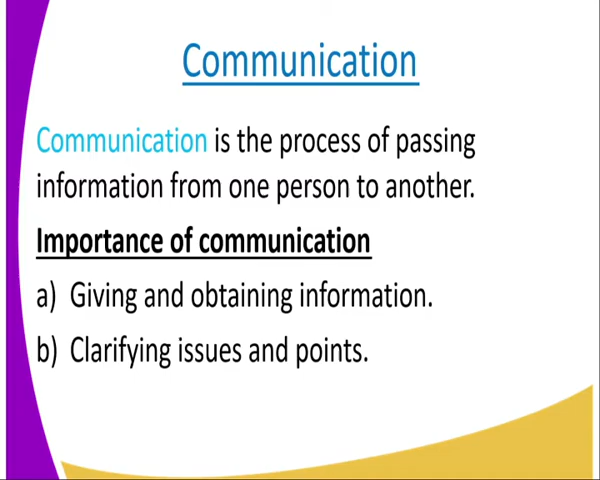 Communication
Communication is the process of passing
information from one person to another.
Importance of communication
a) Giving and obtaining information.
b) Clarifying issues and points.